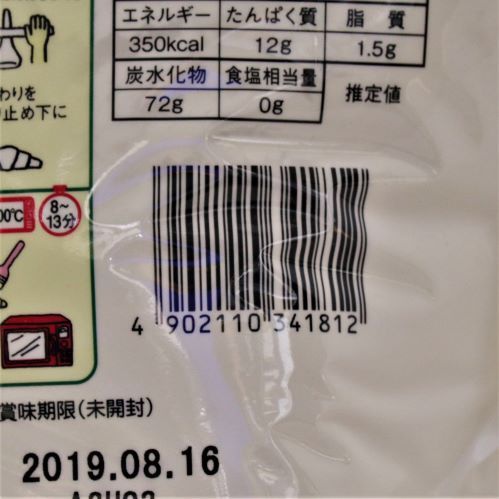 エネルギー たんぱく質 脂 質
350kcal 12g 1.5g
炭水化物 食塩相当量 推定値
72g 0g
わりを
止め下に
00℃
8〜
13分
4 902110 341812
賞味期限(未開封)
2019.08.16